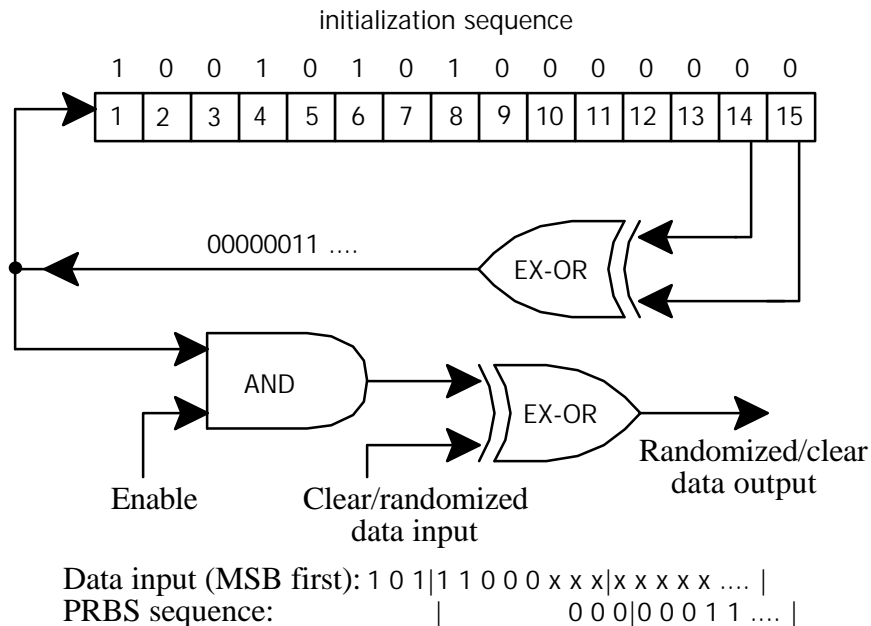 initialization sequence
1 0 0 1 0 1 0 1 0 0 0 0 0 0 0
1 2 3 4 5 6 7 8 9 10 11 12 13 14 15
00000011 ....
EX-OR
AND
EX-OR
Enable
Clear/randomized
data input
Randomized/clear
data output
Data input (MSB first): 1 0 1|1 1 0 0 0 x x x|x x x x x .... |
PRBS sequence: | 0 0 0|0 0 0 1 1 .... |